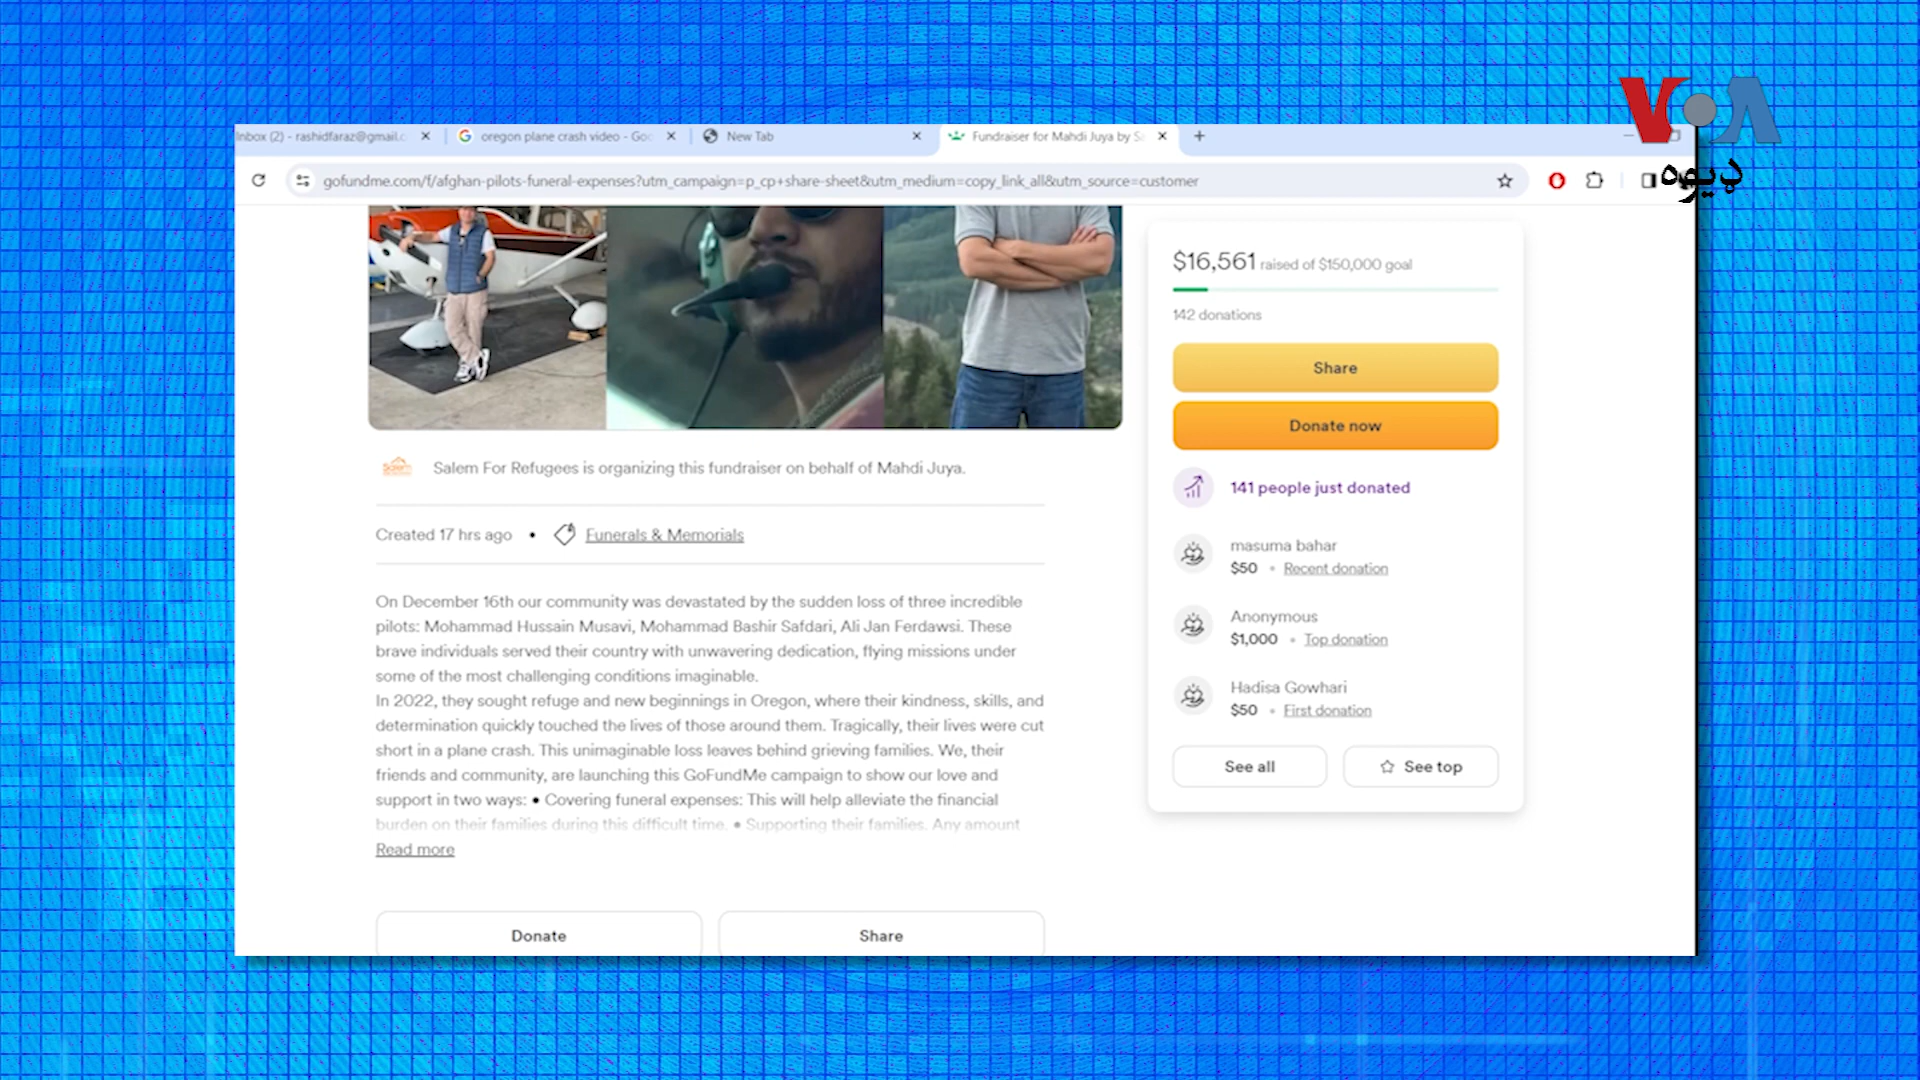 VOA
ډیوه
Inbox (2) - rashidfaraz@gmail.c
oregon plane crash video - Goo
New Tab
Fundraiser for Mahdi Juya by Sa
gofundme.com/f/afghan-pilots-funeral-expenses?utm_campaign=p_cp+share-sheet&utm_medium=copy_link_all&utm_source=customer
Salem For Refugees is organizing this fundraiser on behalf of Mahdi Juya.
Created 17 hrs ago • Funerals & Memorials
On December 16th our community was devastated by the sudden loss of three incredible
pilots: Mohammad Hussain Musavi, Mohammad Bashir Safdari, Ali Jan Ferdawsi. These
brave individuals served their country with unwavering dedication, flying missions under
some of the most challenging conditions imaginable.
In 2022, they sought refuge and new beginnings in Oregon, where their kindness, skills, and
determination quickly touched the lives of those around them. Tragically, their lives were cut
short in a plane crash. This unimaginable loss leaves behind grieving families. We, their
friends and community, are launching this GoFundMe campaign to show our love and
support in two ways: • Covering funeral expenses: This will help alleviate the financial
burden on their families during this difficult time. • Supporting their families. Any amount
Read more
Donate
Share
$16,561 raised of $150,000 goal
142 donations
Share
Donate now
141 people just donated
masuma bahar
$50 • Recent donation
Anonymous
$1,000 • Top donation
Hadisa Gowhari
$50 • First donation
See all
See top